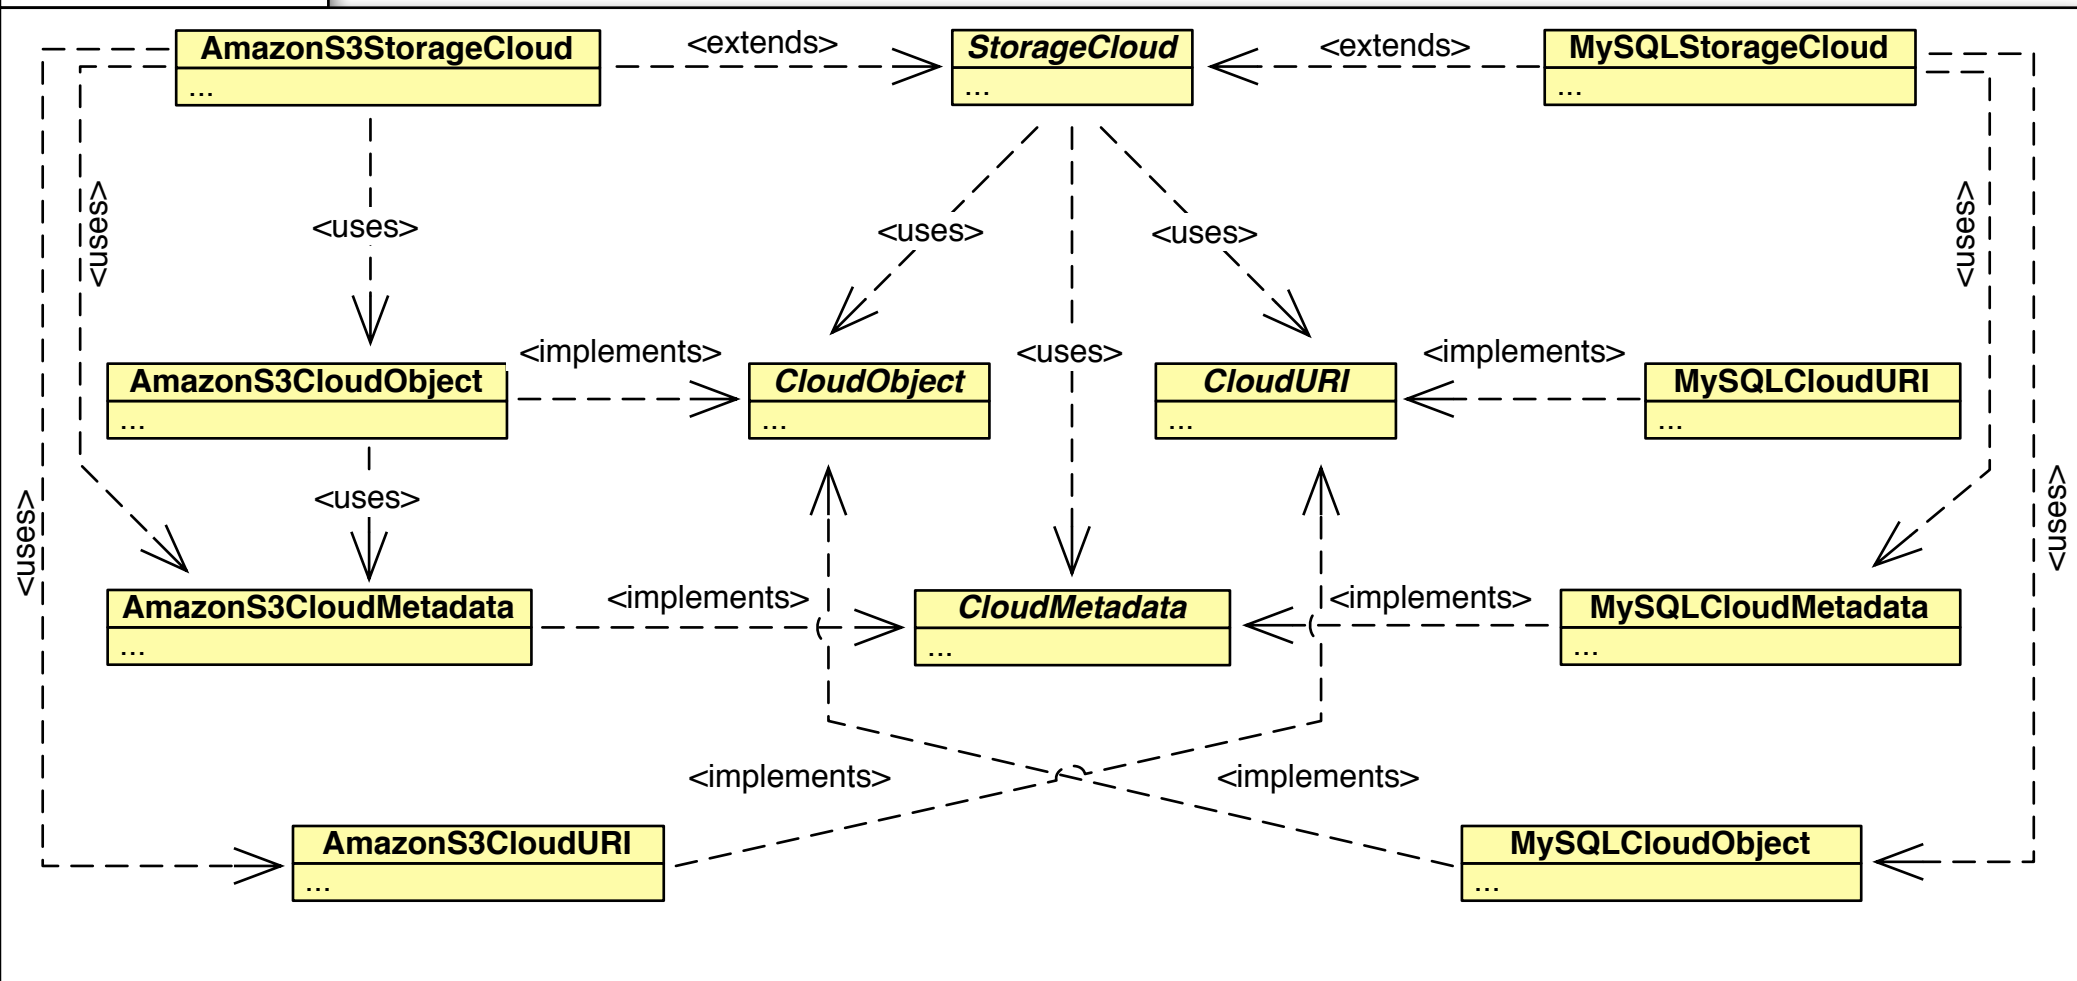 AmazonS3StorageCloud
...
<extends>
StorageCloud
...
<extends>
MySQLStorageCloud
...
<uses>
<uses>
<uses>
<uses>
<uses>
<uses>
AmazonS3CloudObject
...
<implements>
CloudObject
...
<uses>
CloudURI
...
<implements>
MySQLCloudURI
...
<uses>
<uses>
<uses>
AmazonS3CloudMetadata
...
<implements>
CloudMetadata
...
<implements>
MySQLCloudMetadata
...
<implements>
<implements>
AmazonS3CloudURI
...
MySQLCloudObject
...